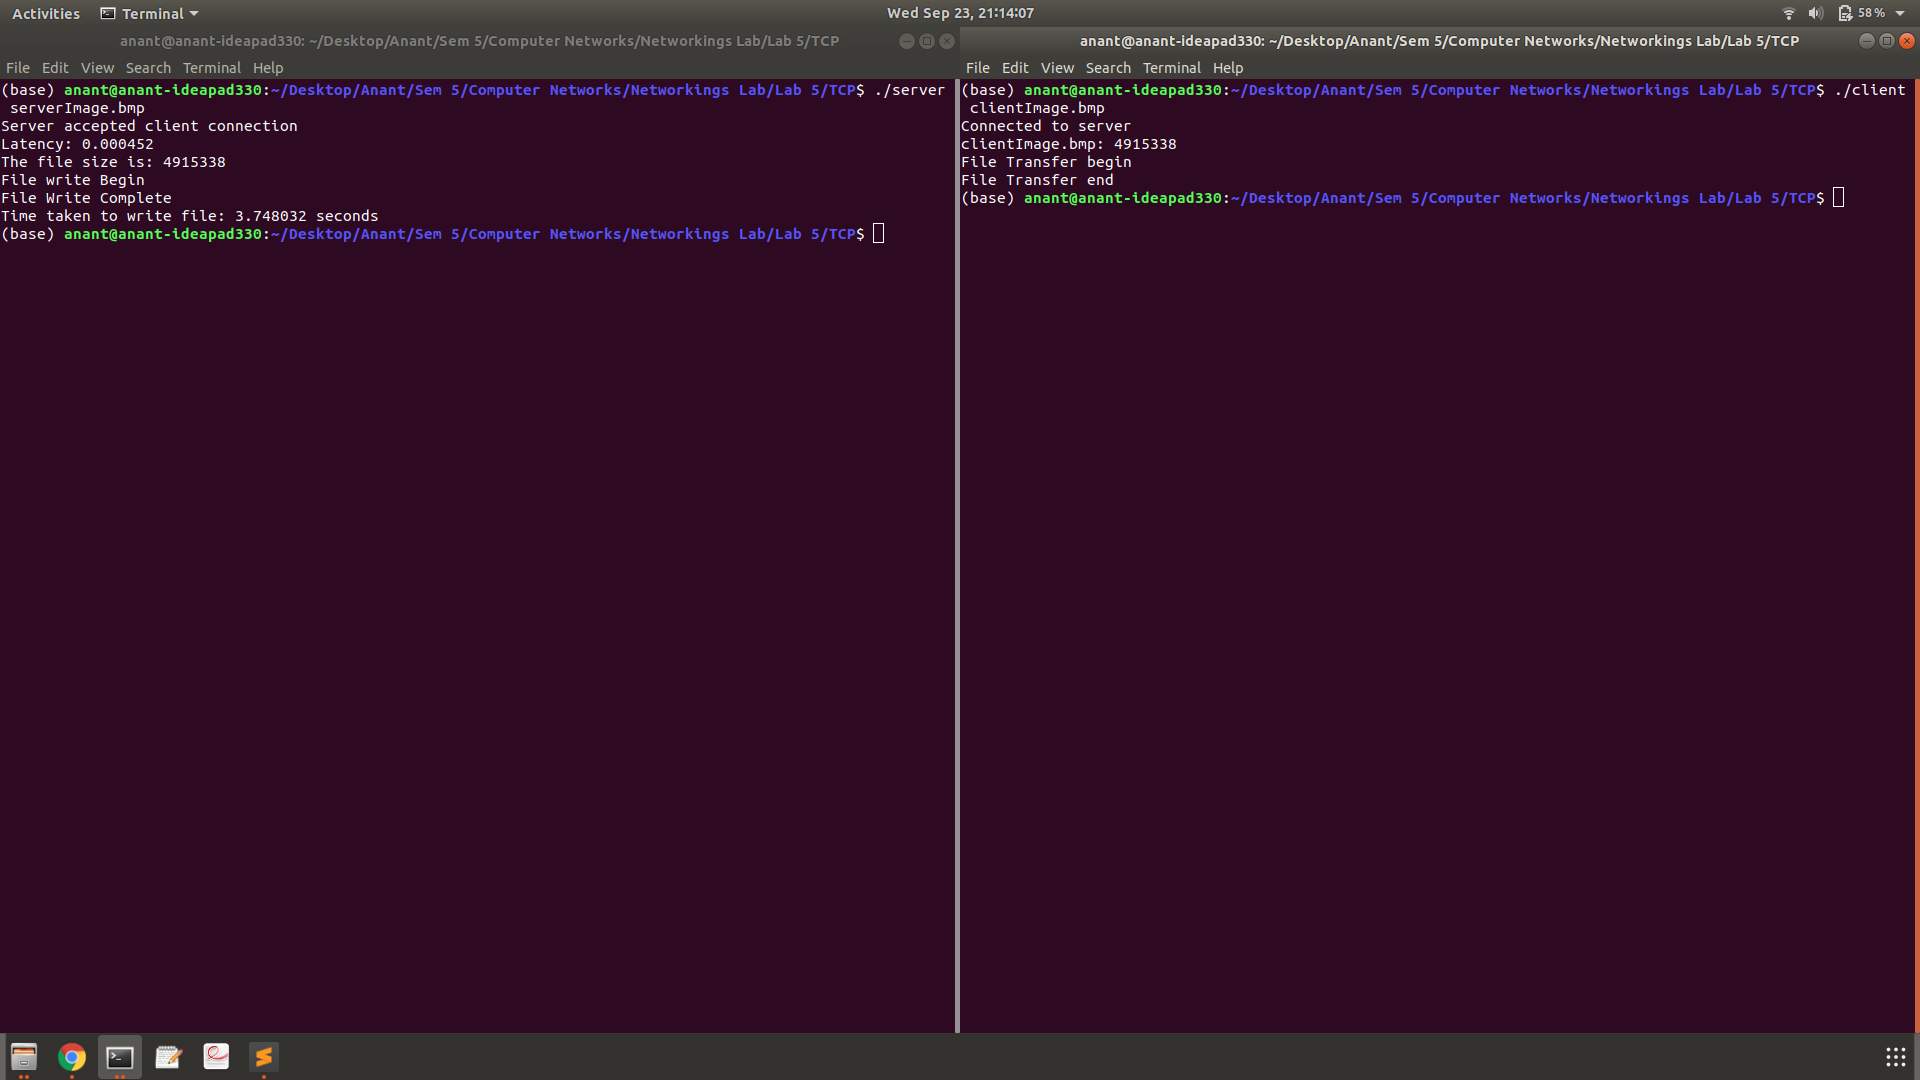 Activities Terminal Wed Sep 23, 21:14:07 58%
anant@anant-ideapad330: ~/Desktop/Anant/Sem 5/Computer Networks/Networkings Lab/Lab 5/TCP
File Edit View Search Terminal Help
(base) anant@anant-ideapad330:~/Desktop/Anant/Sem 5/Computer Networks/Networkings Lab/Lab 5/TCP$ ./server
serverImage.bmp
Server accepted client connection
Latency: 0.000452
The file size is: 4915338
File write Begin
File Write Complete
Time taken to write file: 3.748032 seconds
(base) anant@anant-ideapad330:~/Desktop/Anant/Sem 5/Computer Networks/Networkings Lab/Lab 5/TCP$
anant@anant-ideapad330: ~/Desktop/Anant/Sem 5/Computer Networks/Networkings Lab/Lab 5/TCP
File Edit View Search Terminal Help
(base) anant@anant-ideapad330:~/Desktop/Anant/Sem 5/Computer Networks/Networkings Lab/Lab 5/TCP$ ./client
clientImage.bmp
Connected to server
clientImage.bmp: 4915338
File Transfer begin
File Transfer end
(base) anant@anant-ideapad330:~/Desktop/Anant/Sem 5/Computer Networks/Networkings Lab/Lab 5/TCP$